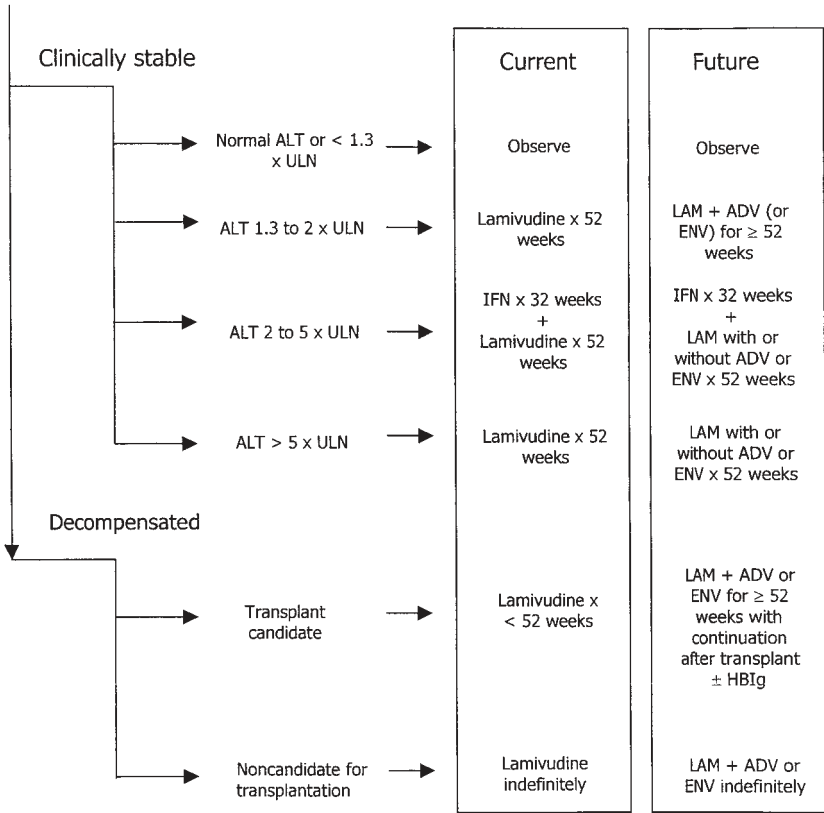 Clinically stable
Current
Future
Normal ALT or < 1.3
x ULN
Observe
Observe
ALT 1.3 to 2 x ULN
Lamivudine x 52
weeks
LAM + ADV (or
ENV) for ≥ 52
weeks
ALT 2 to 5 x ULN
IFN x 32 weeks
+
Lamivudine x 52
weeks
IFN x 32 weeks
+
LAM with or
without ADV or
ENV x 52 weeks
ALT > 5 x ULN
Lamivudine x 52
weeks
LAM with or
without ADV or
ENV x 52 weeks
Decompensated
Transplant
candidate
Lamivudine x
< 52 weeks
LAM + ADV or
ENV for ≥ 52
weeks with
continuation
after transplant
± HBIg
Noncandidate for
transplantation
Lamivudine
indefinitely
LAM + ADV or
ENV indefinitely